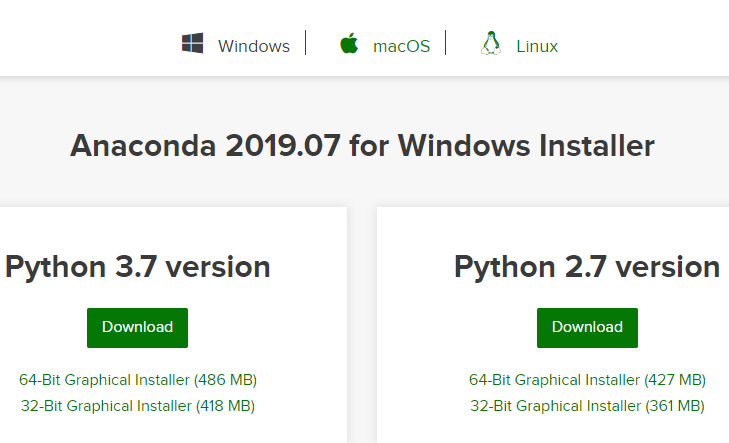 Windows macOS Linux
Anaconda 2019.07 for Windows Installer
Python 3.7 version
Download
64-Bit Graphical Installer (486 MB)
32-Bit Graphical Installer (418 MB)
Python 2.7 version
Download
64-Bit Graphical Installer (427 MB)
32-Bit Graphical Installer (361 MB)